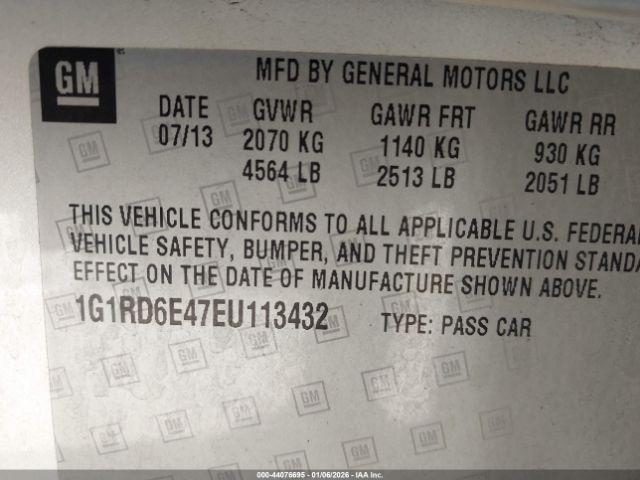 GM
MFD BY GENERAL MOTORS LLC
DATE GVWR GAWR FRT GAWR RR
07/13 2070 KG 1140 KG 930 KG
4564 LB 2513 LB 2051 LB
THIS VEHICLE CONFORMS TO ALL APPLICABLE U.S. FEDERAL
VEHICLE SAFETY, BUMPER, AND THEFT PREVENTION STANDA
EFFECT ON THE DATE OF MANUFACTURE SHOWN ABOVE.
1G1RD6E47EU113432 TYPE: PASS CAR
000-44076695 - 01/06/2026 - IAA Inc.